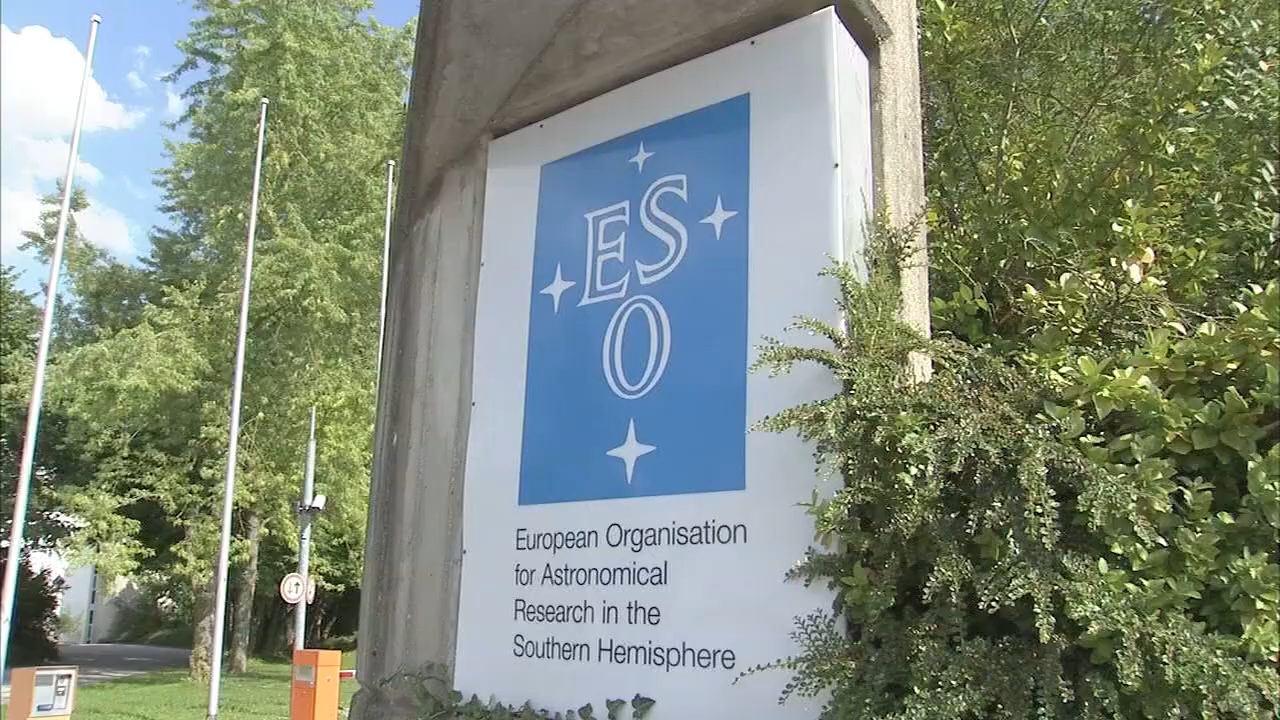 ES
O
European Organisation
for Astronomical
Research in the
Southern Hemisphere